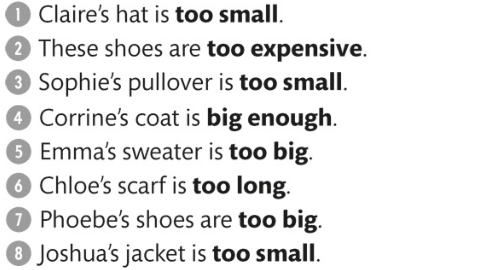 1 Claire's hat is too small.
2 These shoes are too expensive.
3 Sophie's pullover is too small.
4 Corrine's coat is big enough.
5 Emma's sweater is too big.
6 Chloe's scarf is too long.
7 Phoebe's shoes are too big.
8 Joshua's jacket is too small.